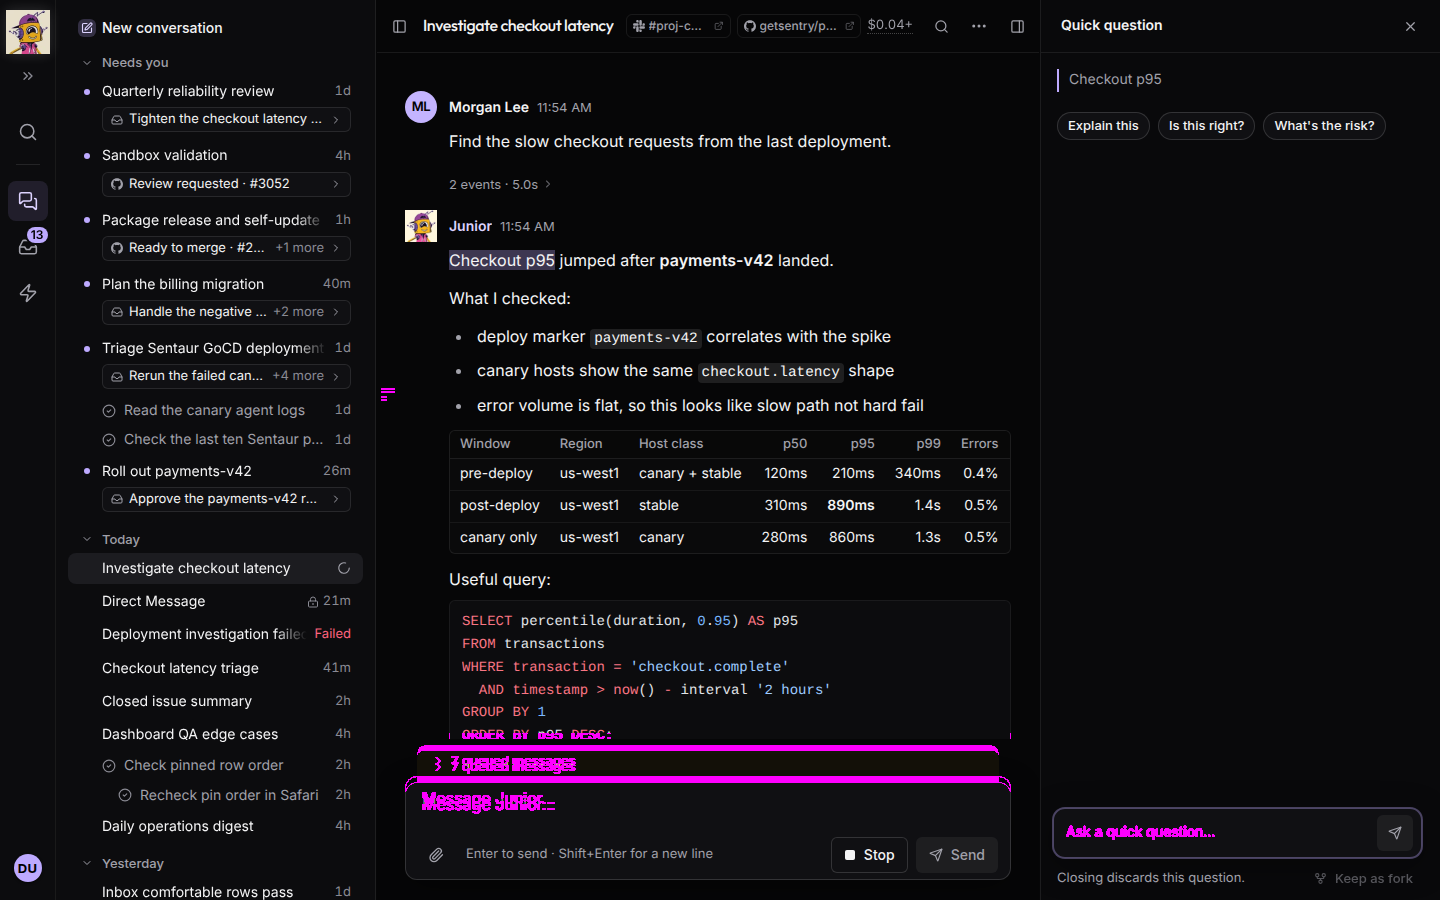 New conversation
Needs you
Quarterly reliability review 1d
Tighten the checkout latency ...
Sandbox validation 4h
Review requested · #3052
Package release and self-update 1h
Ready to merge · #2... +1 more
Plan the billing migration 40m
Handle the negative ... +2 more
Triage Sentaur GoCD deployment 1d
Rerun the failed can... +4 more
Read the canary agent logs 1d
Check the last ten Sentaur p... 1d
Roll out payments-v42 26m
Approve the payments-v42 r...
Today
Investigate checkout latency
Direct Message 21m
Deployment investigation failed Failed
Checkout latency triage 41m
Closed issue summary 2h
Dashboard QA edge cases 4h
Check pinned row order 2h
Recheck pin order in Safari 2h
Daily operations digest 4h
Yesterday
Inbox comfortable rows pass 1d
13
DU
Investigate checkout latency #proj-c... getsentry/p... $0.04+
ML Morgan Lee 11:54 AM
Find the slow checkout requests from the last deployment.
2 events · 5.0s
Junior 11:54 AM
Checkout p95 jumped after payments-v42 landed.
What I checked:
deploy marker payments-v42 correlates with the spike
canary hosts show the same checkout.latency shape
error volume is flat, so this looks like slow path not hard fail
Window Region Host class p50 p95 p99 Errors
pre-deploy us-west1 canary + stable 120ms 210ms 340ms 0.4%
post-deploy us-west1 stable 310ms 890ms 1.4s 0.5%
canary only us-west1 canary 280ms 860ms 1.3s 0.5%
Useful query:
SELECT percentile(duration, 0.95) AS p95
FROM transactions
WHERE transaction = 'checkout.complete'
AND timestamp > now() - interval '2 hours'
GROUP BY 1
ORDER BY p95 DESC;
7 queued messages
Message Junior...
Enter to send · Shift+Enter for a new line
Stop
Send
Quick question
Checkout p95
Explain this
Is this right?
What's the risk?
Ask a quick question...
Closing discards this question.
Keep as fork